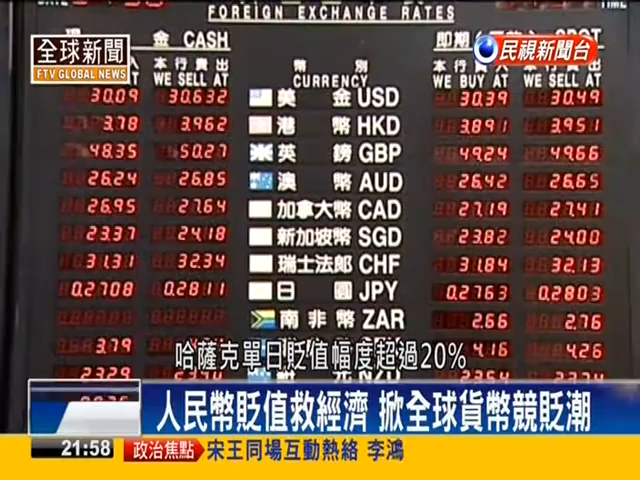 FOREIGN EXCHANGE RATES
全球新聞
FTV GLOBAL NEWS
民視新聞台
金 CASH
即期 SPOT
本行賣出
幣 別
本行
本行賣出
WE SELL AT
CURRENCY
WE BUY AT
WE SELL AT
30.09 30.632 美 金 USD 30.39 30.49
3.78 3.962 港 幣 HKD 3.891 3.951
48.35 50.27 英 鎊 GBP 49.24 49.66
26.24 26.85 澳 幣 AUD 26.42 26.65
26.95 27.64 加拿大幣 CAD 27.19 27.41
23.37 24.18 新加坡幣 SGD 23.82 24.00
31.31 32.34 瑞士法郎 CHF 31.84 32.13
0.2708 0.2811 日 圓 JPY 0.2763 0.2803
南 非 幣 ZAR 2.66 2.76
3.79 4.16 4.26
哈薩克單日貶值幅度超過20%
人民幣貶值救經濟 掀全球貨幣競貶潮
21:58 政治焦點 宋王同場互動熱絡 李鴻